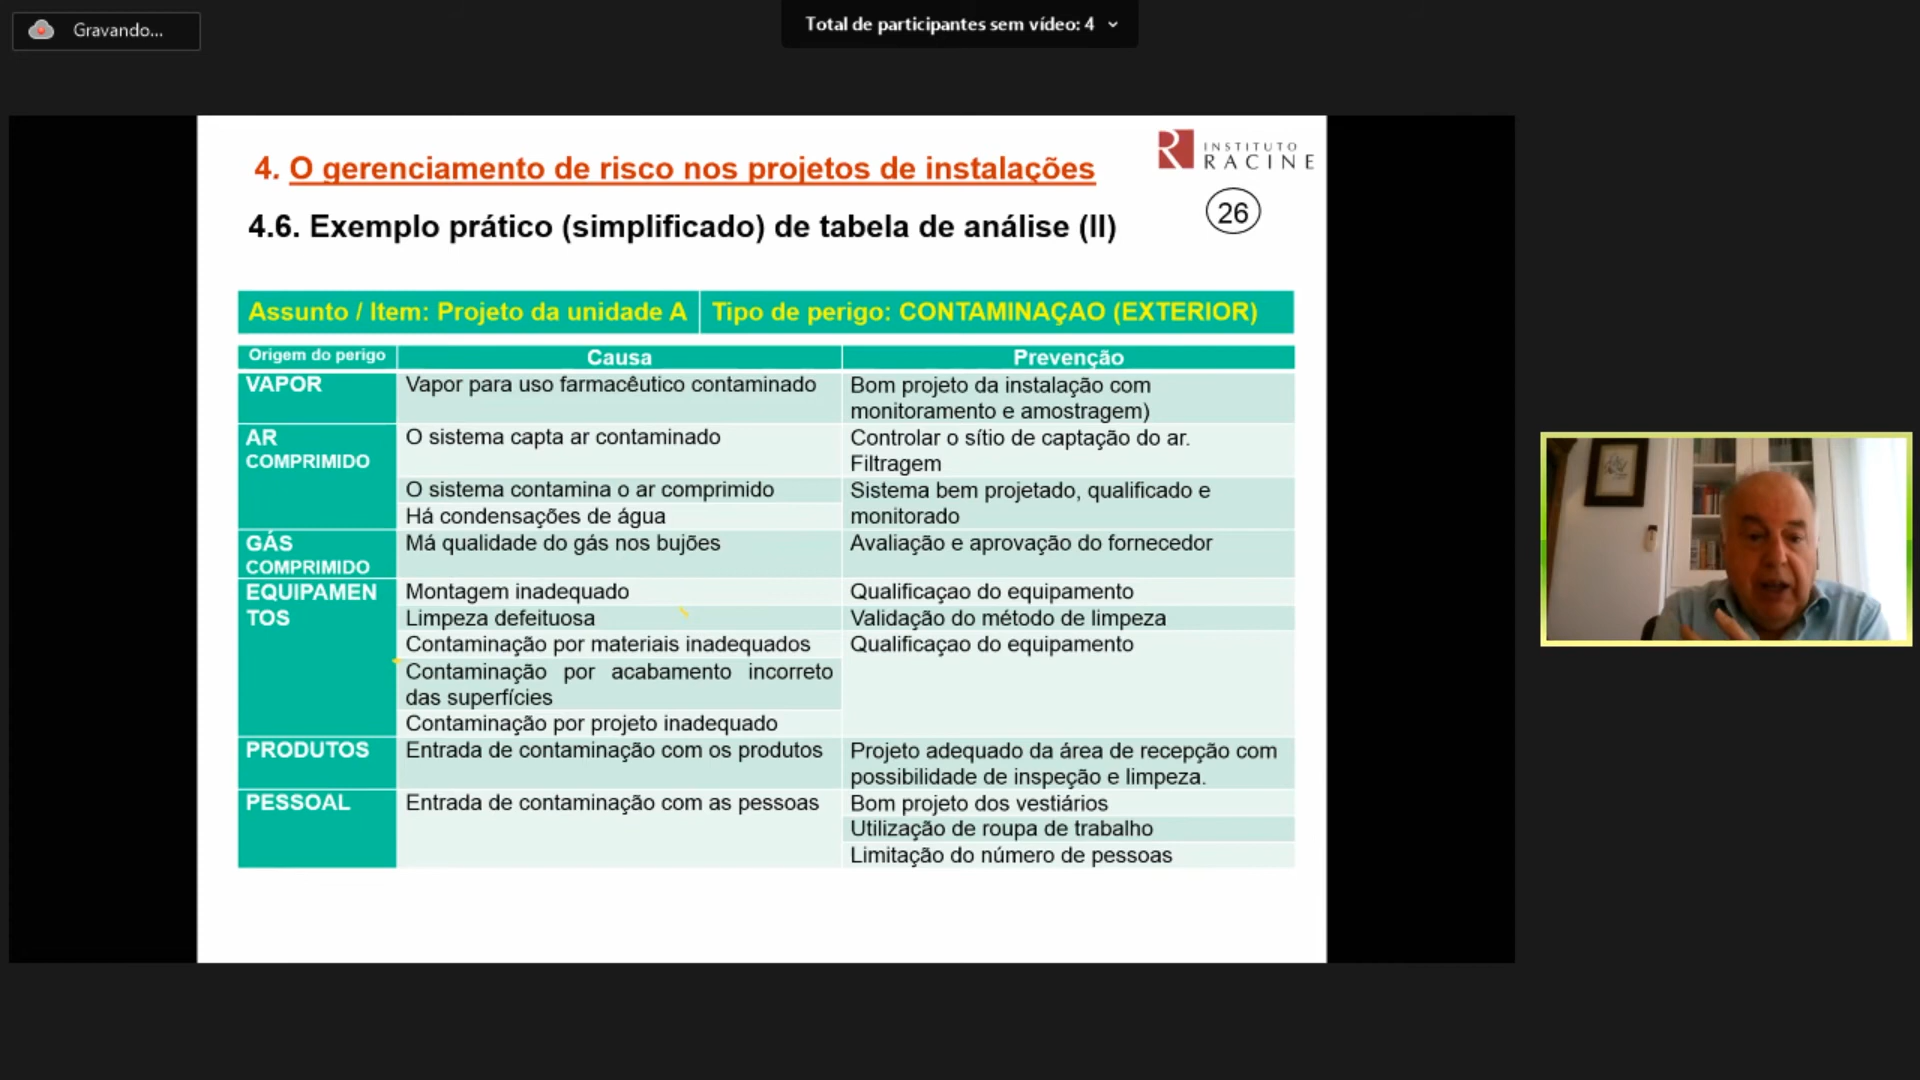 Gravando...
Total de participantes sem vídeo: 4
4. O gerenciamento de risco nos projetos de instalações
INSTITUTO
RACINE
4.6. Exemplo prático (simplificado) de tabela de análise (II)
26
Assunto / Item: Projeto da unidade A
Tipo de perigo: CONTAMINAÇAO (EXTERIOR)
Origem do perigo
Causa
Prevenção
VAPOR
Vapor para uso farmacêutico contaminado
Bom projeto da instalação com
monitoramento e amostragem)
AR
COMPRIMIDO
O sistema capta ar contaminado
Controlar o sítio de captação do ar.
Filtragem
O sistema contamina o ar comprimido
Há condensações de água
Sistema bem projetado, qualificado e
monitorado
GÁS
COMPRIMIDO
Má qualidade do gás nos bujões
Avaliação e aprovação do fornecedor
EQUIPAMEN
TOS
Montagem inadequado
Qualificaçao do equipamento
Limpeza defeituosa
Validação do método de limpeza
Contaminação por materiais inadequados
Qualificaçao do equipamento
Contaminação por acabamento incorreto
das superfícies
Contaminação por projeto inadequado
PRODUTOS
Entrada de contaminação com os produtos
Projeto adequado da área de recepção com
possibilidade de inspeção e limpeza.
PESSOAL
Entrada de contaminação com as pessoas
Bom projeto dos vestiários
Utilização de roupa de trabalho
Limitação do número de pessoas